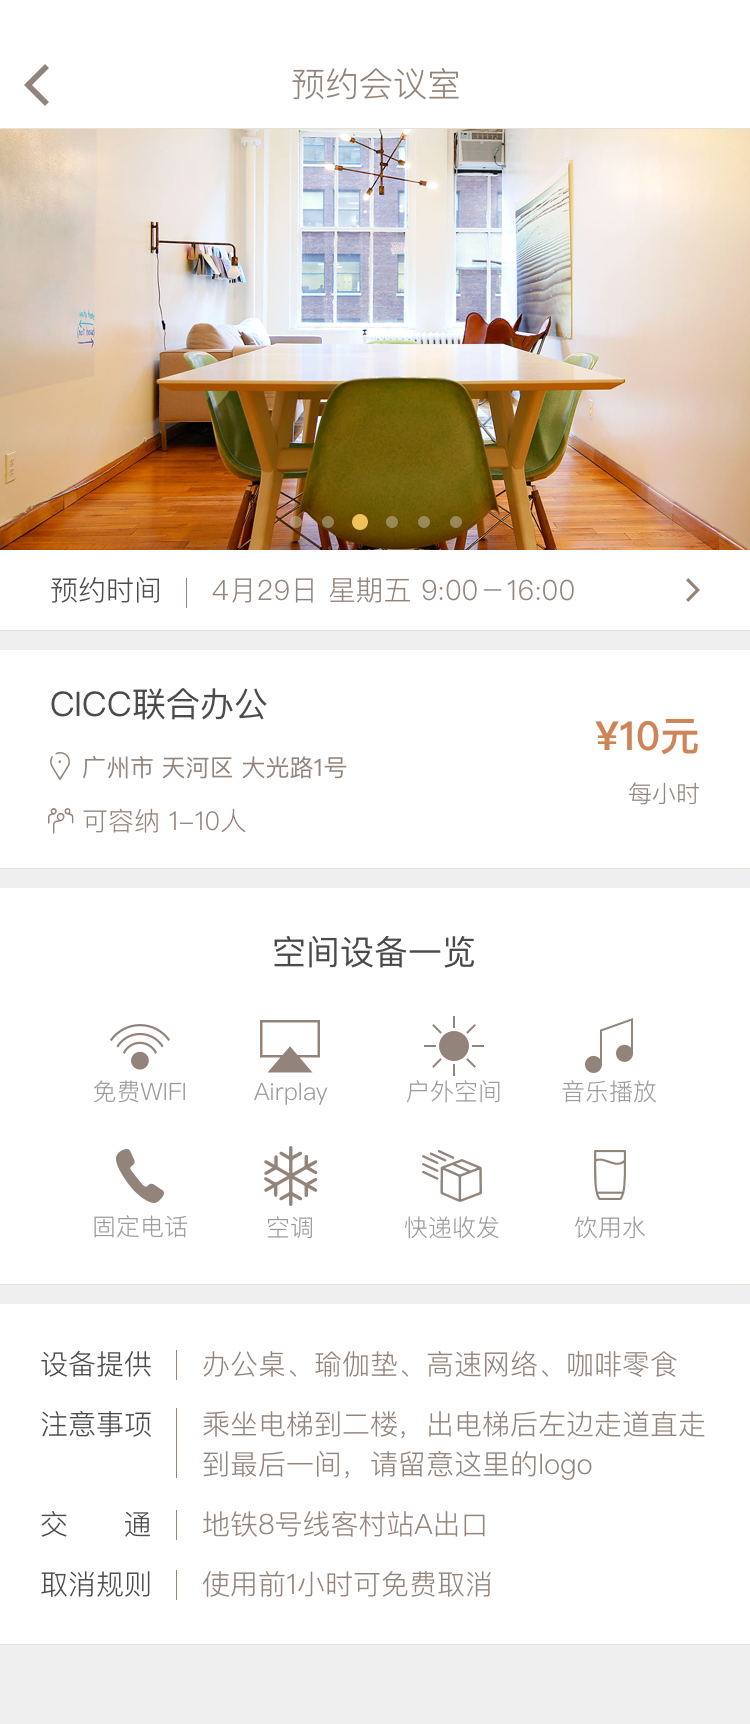 预约会议室
预约时间 4月29日 星期五 9:00－16:00
CICC联合办公
¥10元
广州市 天河区 大光路1号
每小时
可容纳 1–10人
空间设备一览
免费WIFI Airplay 户外空间 音乐播放
固定电话 空调 快递收发 饮用水
设备提供 办公桌、瑜伽垫、高速网络、咖啡零食
注意事项 乘坐电梯到二楼，出电梯后左边走道直走
到最后一间，请留意这里的logo
交通 地铁8号线客村站A出口
取消规则 使用前1小时可免费取消